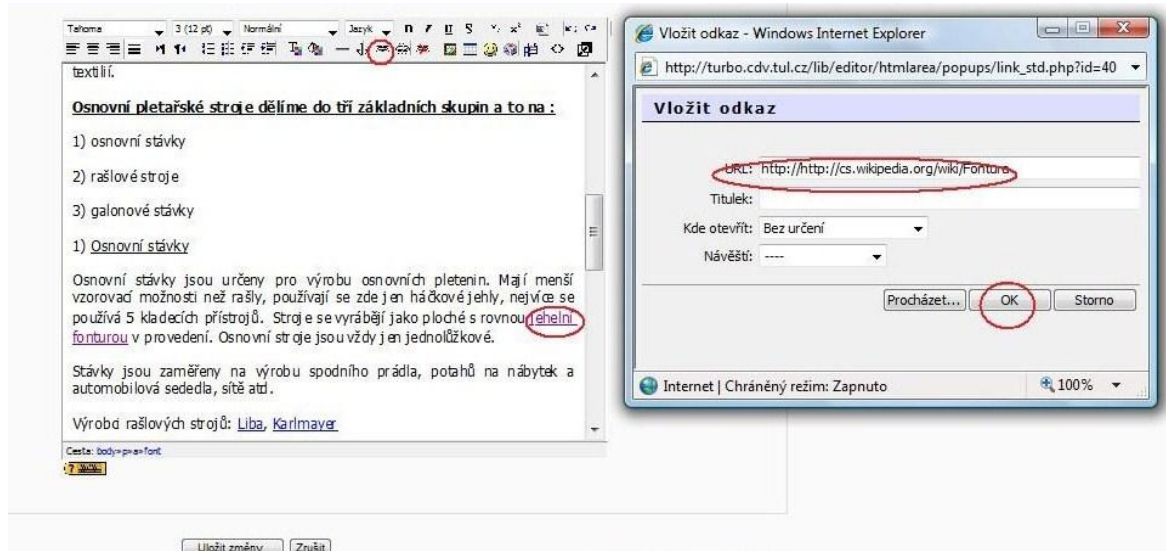 Tahoma 3 (12 pt) Normální Jazyk B I U S
textilií.
Osnovní pletařské stroje dělíme do tří základních skupin a to na :
1) osnovní stávky
2) rašlové stroje
3) galonové stávky
1) Osnovní stávky
Osnovní stávky jsou určeny pro výrobu osnovních pletenin. Mají menší
vzorovací možnosti než rašly, používají se zde jen háčkové jehly, nejvíce se
používá 5 kladecích přístrojů. Stroje se vyrábějí jako ploché s rovnou jehelní
fonturou v provedení. Osnovní stroje jsou vždy jen jednolůžkové.
Stávky jsou zaměřeny na výrobu spodního prádla, potahů na nábytek a
automobilová sededla, sítě atd.
Výrobci rašlových strojů: Liba, Karlmayer
Cesta: body»p»a»font
Uložit změny Zrušit
Vložit odkaz - Windows Internet Explorer
http://turbo.cdv.tul.cz/lib/editor/htmlarea/popups/link_std.php?id=40
Vložit odkaz
URL: http://http://cs.wikipedia.org/wiki/Fontura
Titulek:
Kde otevřít: Bez určení
Návěští: ----
Procházet... OK Storno
Internet | Chráněný režim: Zapnuto 100%